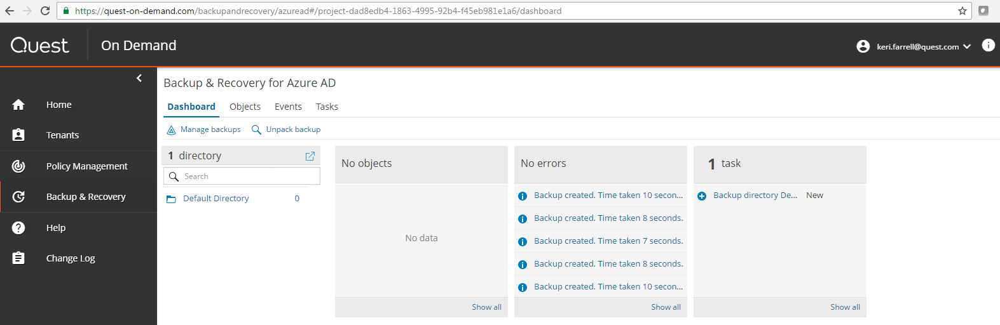 https://quest-on-demand.com/backupandrecovery/azuread#/project-dad8edb4-1863-4995-92b4-f45eb981e1a6/dashboard
Quest On Demand
keri.farrell@quest.com
Home
Tenants
Policy Management
Backup & Recovery
Help
Change Log
Backup & Recovery for Azure AD
Dashboard Objects Events Tasks
Manage backups Unpack backup
1 directory
Search
Default Directory 0
No objects
No data
Show all
No errors
Backup created. Time taken 10 secon...
Backup created. Time taken 8 seconds.
Backup created. Time taken 7 seconds.
Backup created. Time taken 8 seconds.
Backup created. Time taken 10 secon...
Show all
1 task
Backup directory De... New
Show all